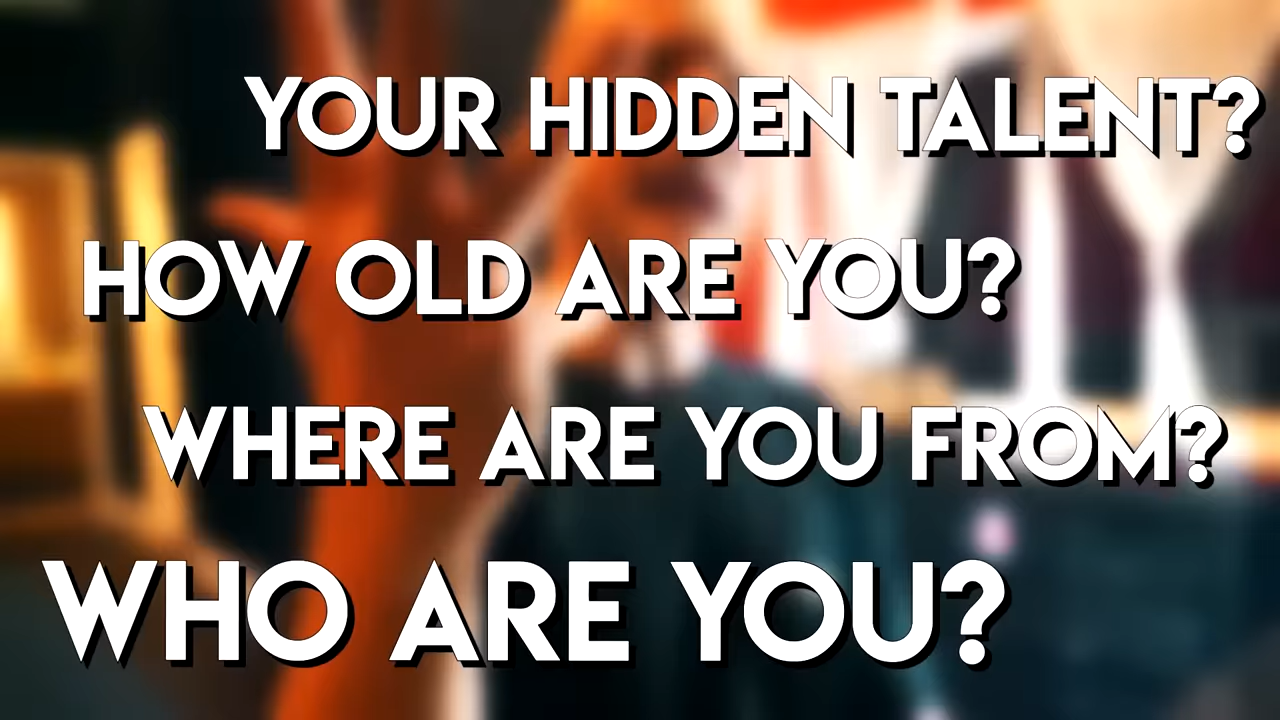 YOUR HIDDEN TALENT?
HOW OLD ARE YOU?
WHERE ARE YOU FROM?
WHO ARE YOU?